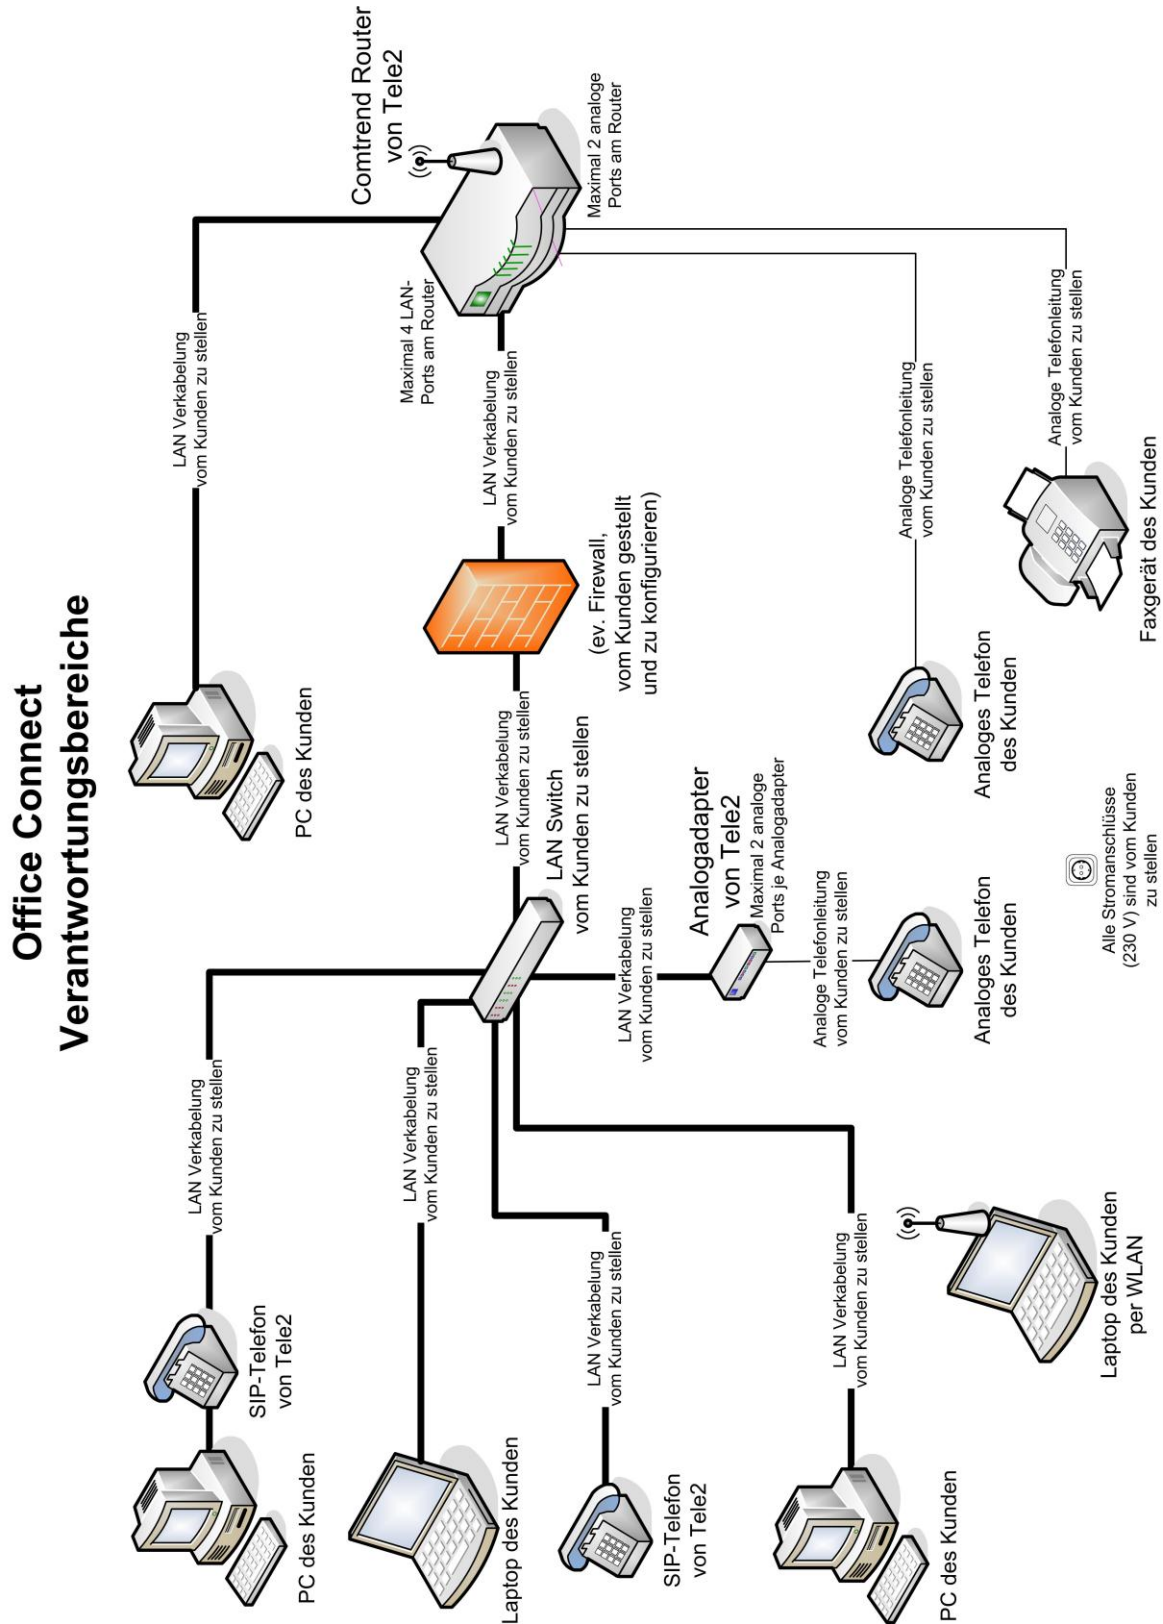 Office Connect
Verantwortungsbereiche
PC des Kunden
SIP-Telefon
von Tele2
LAN Verkabelung
vom Kunden zu stellen
PC des Kunden
LAN Verkabelung
vom Kunden zu stellen
Comtrend Router
von Tele2
Maximal 4 LAN-
Ports am Router
Maximal 2 analoge
Ports am Router
Laptop des Kunden
LAN Verkabelung
vom Kunden zu stellen
LAN Switch
vom Kunden zu stellen
LAN Verkabelung
vom Kunden zu stellen
(ev. Firewall,
vom Kunden gestellt
und zu konfigurieren)
LAN Verkabelung
vom Kunden zu stellen
SIP-Telefon
von Tele2
LAN Verkabelung
vom Kunden zu stellen
LAN Verkabelung
vom Kunden zu stellen
Analogadapter
von Tele2
Maximal 2 analoge
Ports je Analogadapter
PC des Kunden
LAN Verkabelung
vom Kunden zu stellen
Analoge Telefonleitung
vom Kunden zu stellen
Analoges Telefon
des Kunden
Analoges Telefon
des Kunden
Analoge Telefonleitung
vom Kunden zu stellen
Laptop des Kunden
per WLAN
Alle Stromanschlüsse
(230 V) sind vom Kunden
zu stellen
Faxgerät des Kunden
Analoge Telefonleitung
vom Kunden zu stellen